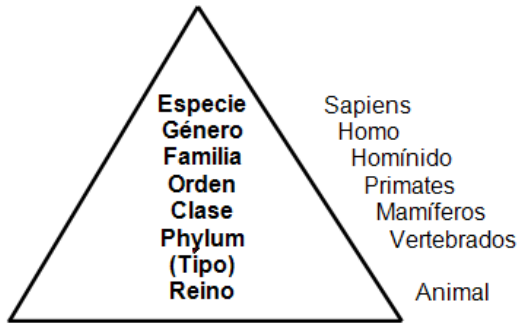 Especie Sapiens
Género Homo
Familia Homínido
Orden Primates
Clase Mamíferos
Phylum Vertebrados
(Tipo)
Reino Animal